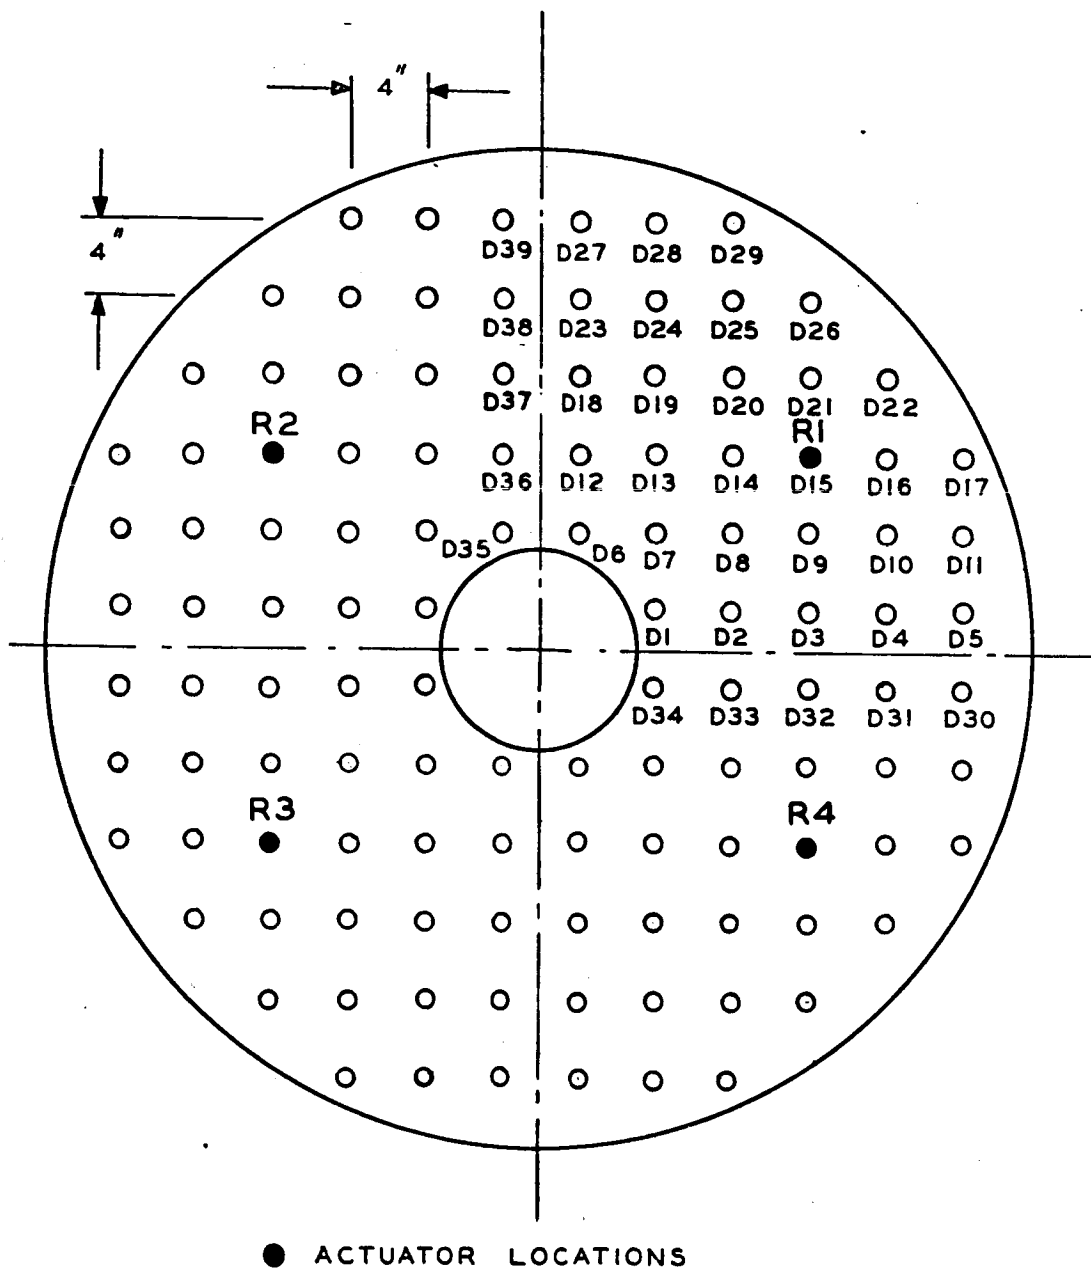 4"
4"
D39 D27 D28 D29
D38 D23 D24 D25 D26
D37 D18 D19 D20 D21 D22
R2 R1
D36 D12 D13 D14 D15 D16 D17
D35 D6 D7 D8 D9 D10 D11
D1 D2 D3 D4 D5
D34 D33 D32 D31 D30
R3 R4
ACTUATOR LOCATIONS